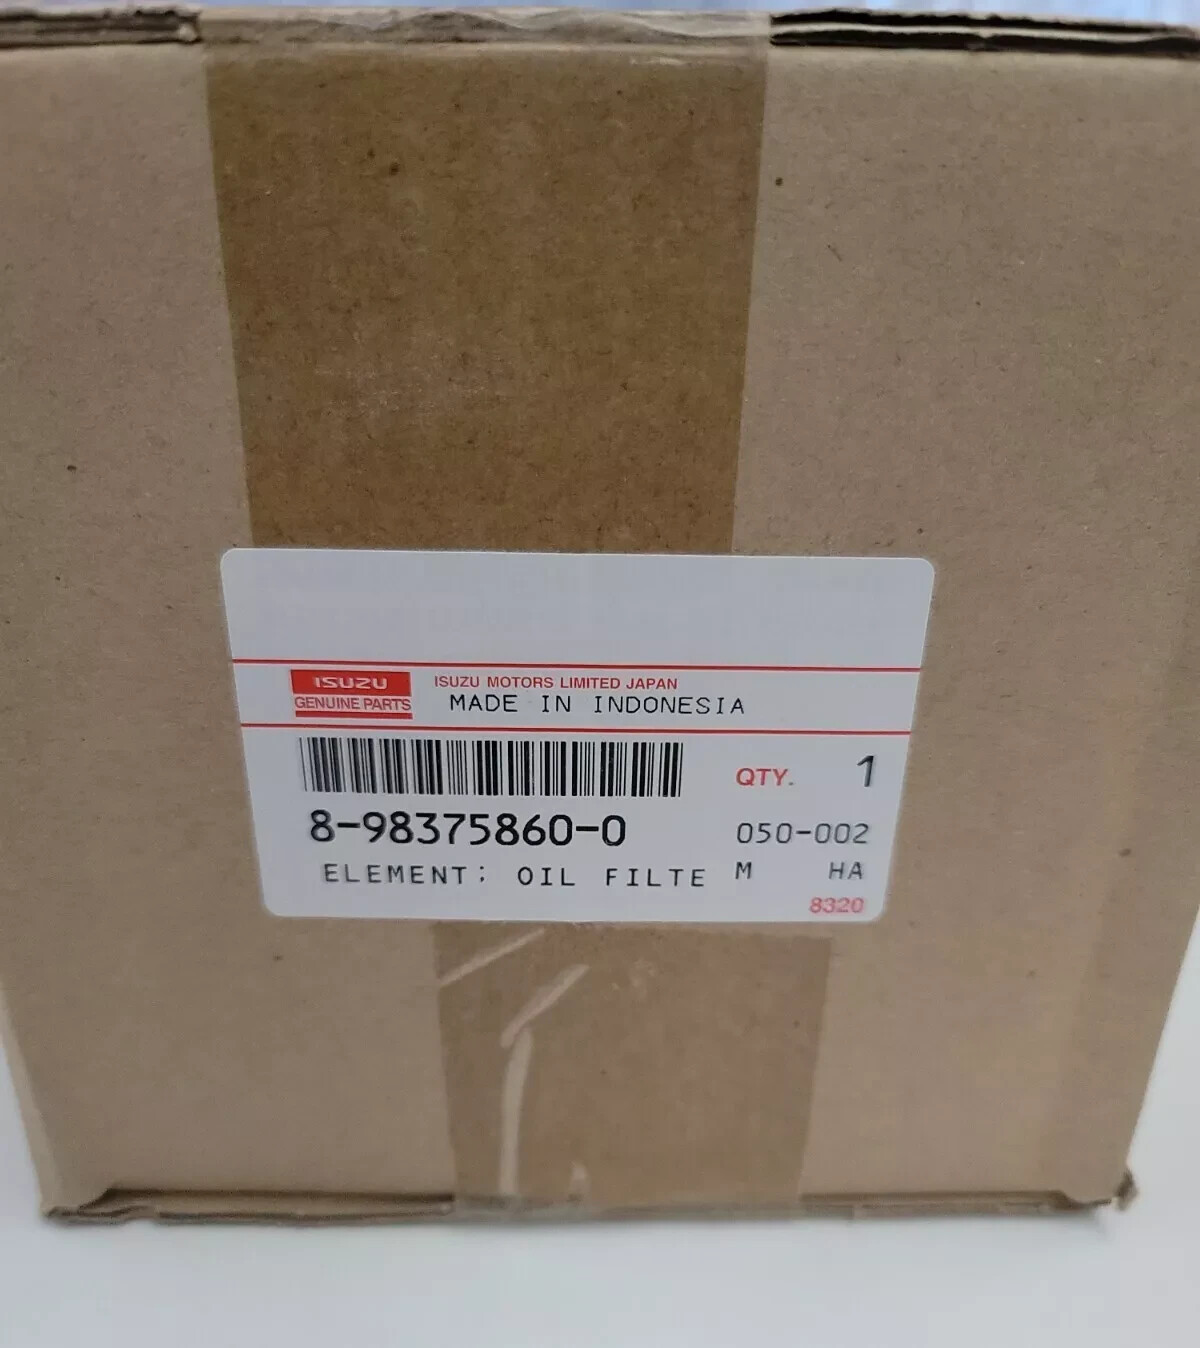 ISUZU
GENUINE PARTS
ISUZU MOTORS LIMITED JAPAN
MADE IN INDONESIA
QTY. 1
8-98375860-0
050-002
ELEMENT; OIL FILTE
M HA
8320